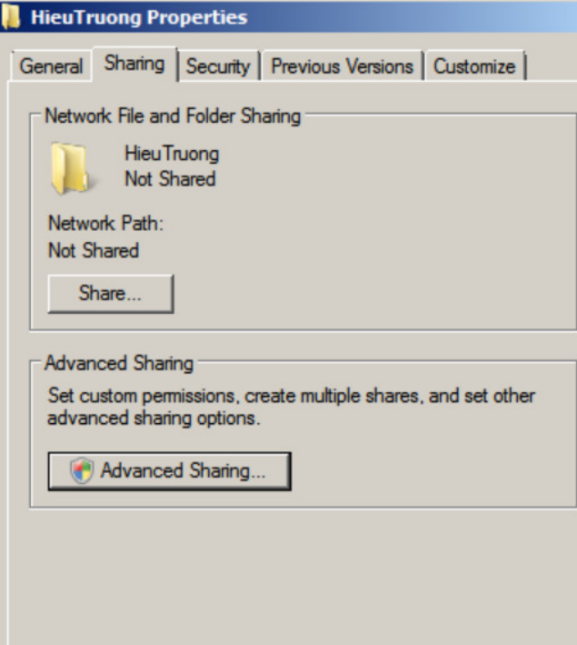 HieuTruong Properties
General Sharing Security Previous Versions Customize
Network File and Folder Sharing
HieuTruong
Not Shared
Network Path:
Not Shared
Share...
Advanced Sharing
Set custom permissions, create multiple shares, and set other
advanced sharing options.
Advanced Sharing...